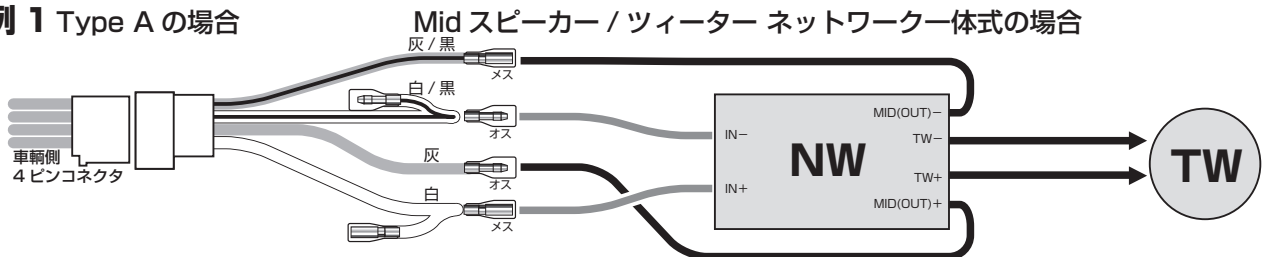 例 1 Type A の場合
Mid スピーカー / ツィーター ネットワーク一体式の場合
灰 / 黒
メス
白 / 黒
オス
灰
オス
白
メス
車輌側
4 ピンコネクタ
IN−
IN+
NW
MID(OUT)−
TW−
TW+
MID(OUT)+
TW